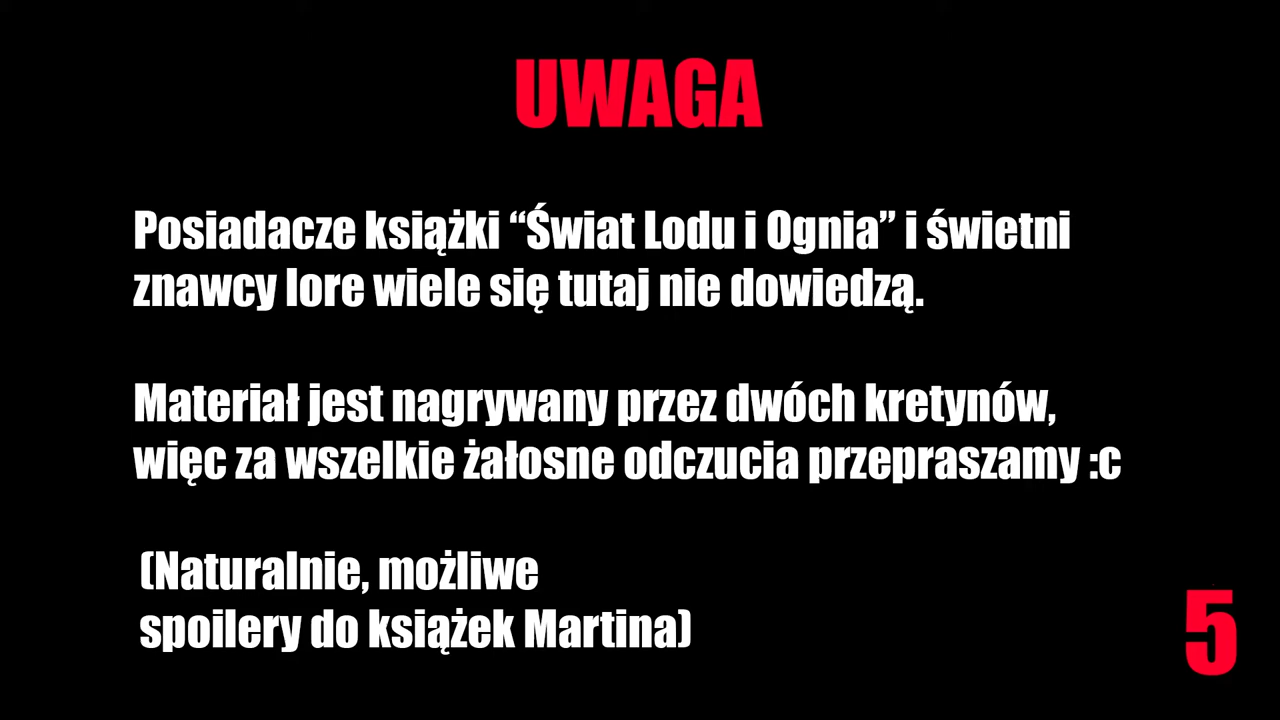 UWAGA
Posiadacze książki “Świat Lodu i Ognia” i świetni
znawcy lore wiele się tutaj nie dowiedzą.
Materiał jest nagrywany przez dwóch kretynów,
więc za wszelkie żałosne odczucia przepraszamy :c
(Naturalnie, możliwe
spoilery do książek Martina)
5